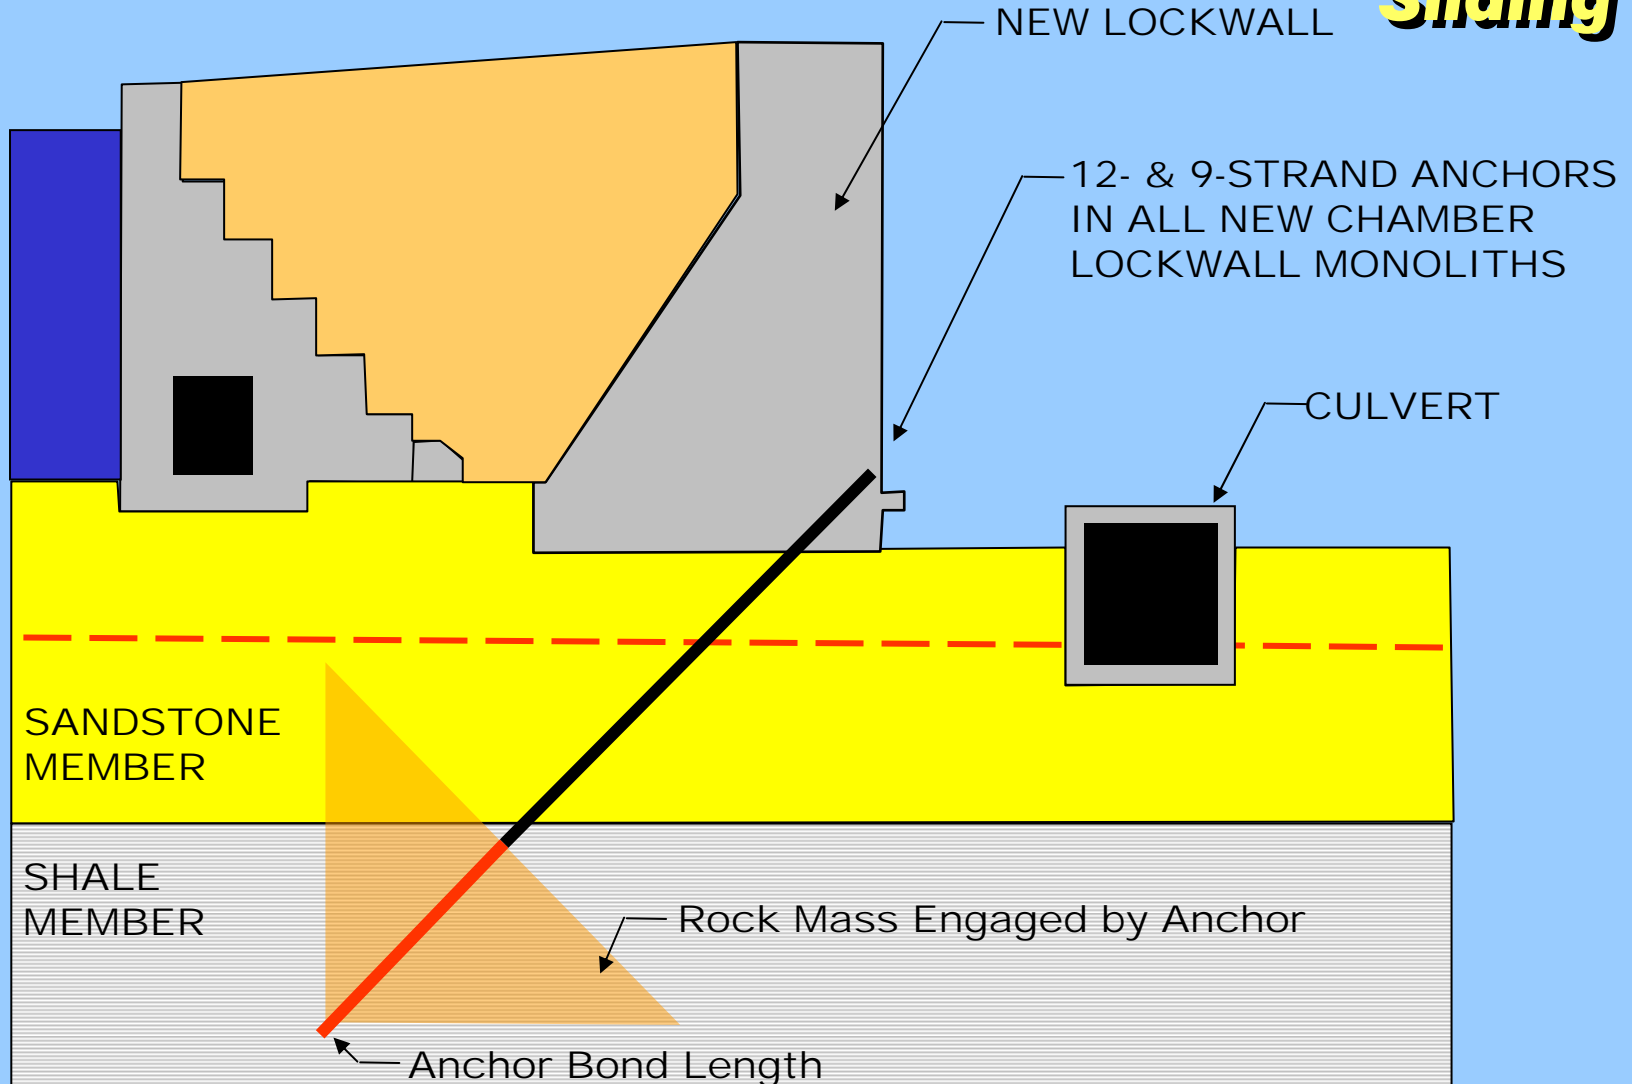 Sliding
NEW LOCKWALL
12- & 9-STRAND ANCHORS
IN ALL NEW CHAMBER
LOCKWALL MONOLITHS
CULVERT
SANDSTONE
MEMBER
SHALE
MEMBER
Rock Mass Engaged by Anchor
Anchor Bond Length